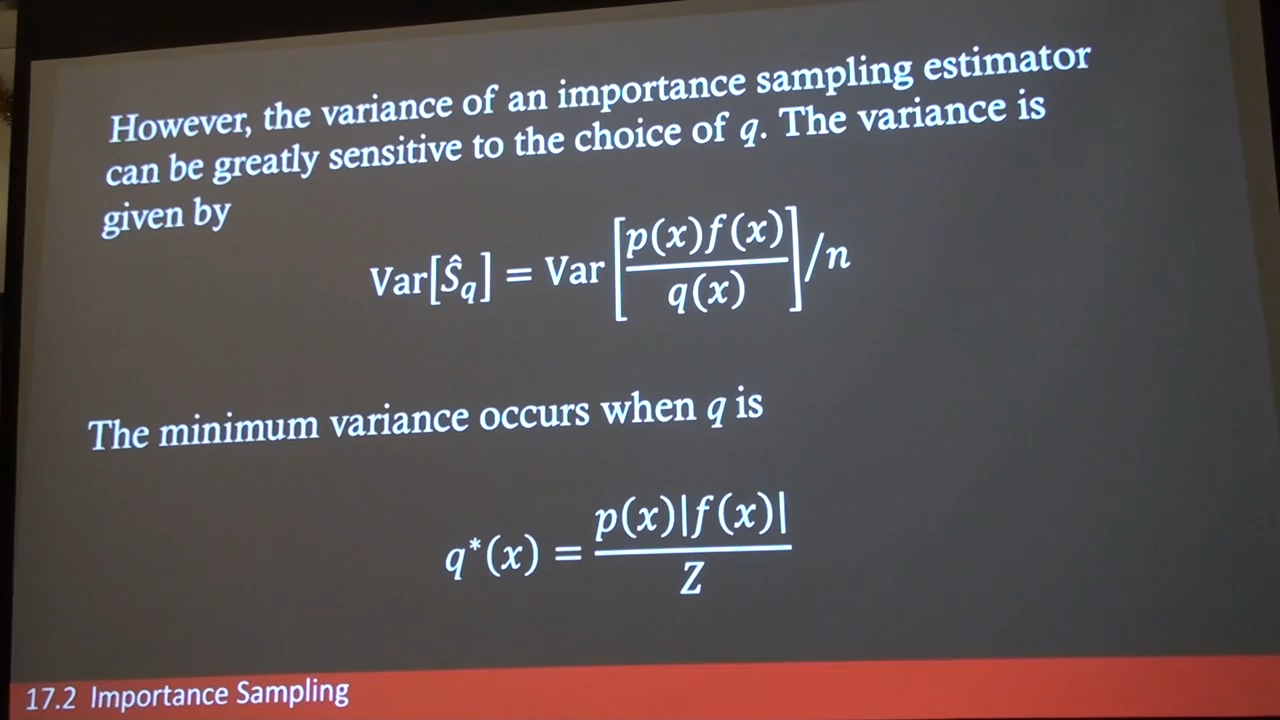 However, the variance of an importance sampling estimator
can be greatly sensitive to the choice of q. The variance is
given by
Var[Ŝ_q] = Var[p(x)f(x)/q(x)]/n
The minimum variance occurs when q is
q*(x) = p(x)|f(x)|/Z
17.2 Importance Sampling